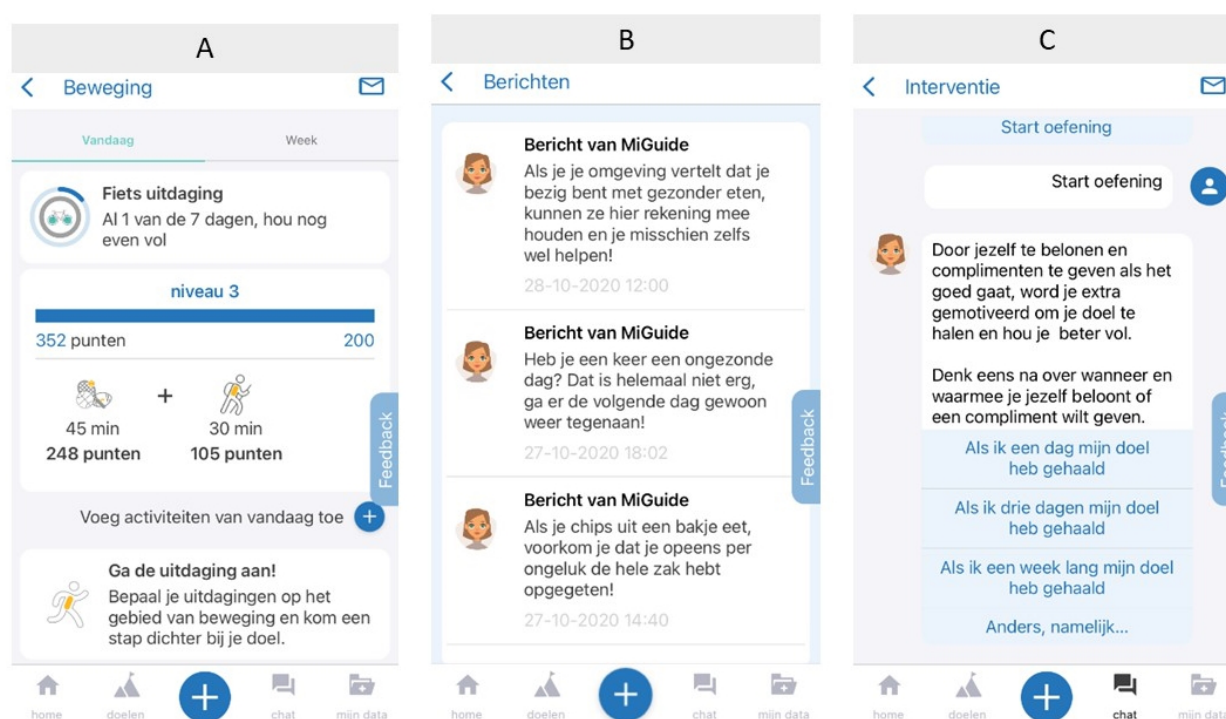 A
Beweging
Vandaag
Week
Fiets uitdaging
Al 1 van de 7 dagen, hou nog
even vol
niveau 3
352 punten
200
+
45 min
30 min
248 punten
105 punten
Feedback
Voeg activiteiten van vandaag toe +
Ga de uitdaging aan!
Bepaal je uitdagingen op het
gebied van beweging en kom een
stap dichter bij je doel.
home
doelen
+
chat
mijn data
B
Berichten
Bericht van MiGuide
Als je je omgeving vertelt dat je
bezig bent met gezonder eten,
kunnen ze hier rekening mee
houden en je misschien zelfs
wel helpen!
28-10-2020 12:00
Bericht van MiGuide
Heb je een keer een ongezonde
dag? Dat is helemaal niet erg,
ga er de volgende dag gewoon
weer tegenaan!
27-10-2020 18:02
Feedback
Bericht van MiGuide
Als je chips uit een bakje eet,
voorkom je dat je opeens per
ongeluk de hele zak hebt
opgegeten!
27-10-2020 14:40
home
doelen
+
chat
mijn data
C
Interventie
Start oefening
Start oefening
Door jezelf te belonen en
complimenten te geven als het
goed gaat, word je extra
gemotiveerd om je doel te
halen en hou je beter vol.
Denk eens na over wanneer en
waarmee je jezelf beloont of
een compliment wilt geven.
Feedback
Als ik een dag mijn doel
heb gehaald
Als ik drie dagen mijn doel
heb gehaald
Als ik een week lang mijn doel
heb gehaald
Anders, namelijk...
home
doelen
+
chat
mijn data